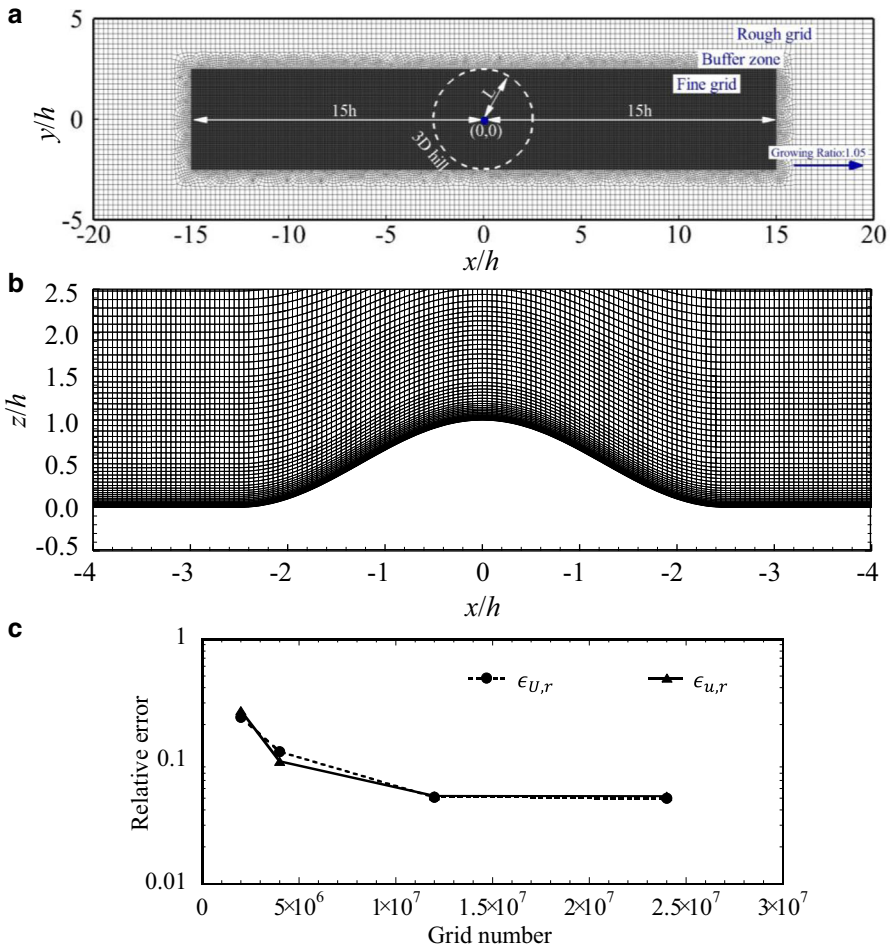 a
5
0
-5
y/h
Rough grid
Buffer zone
Fine grid
L
15h
15h
(0,0)
3D hill
Growing Ratio:1.05
-20 -15 -10 -5 0 5 10 15 20
x/h
b
2.5
2.0
1.5
1.0
0.5
0.0
-0.5
z/h
-4 -3 -2 -1 0 -1 -2 -3 -4
x/h
c
1
0.1
0.01
Relative error
ϵU,r ϵu,r
0 5×10⁶ 1×10⁷ 1.5×10⁷ 2×10⁷ 2.5×10⁷ 3×10⁷
Grid number